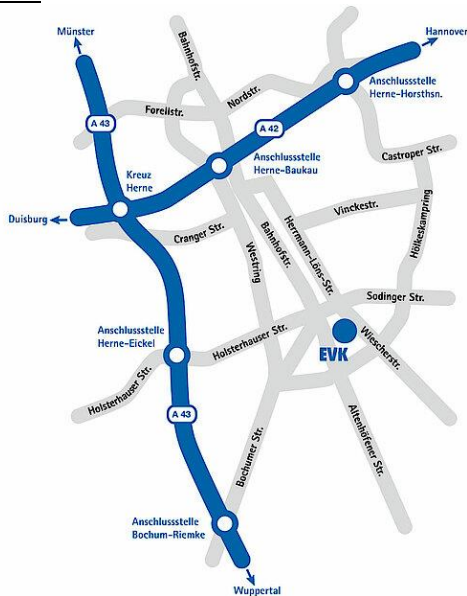 Münster
Hannover
Bahnhofstr.
Anschlussstelle
Herne-Horsthsn.
Forellstr.
Nordstr.
A 43
A 42
Castroper Str.
Anschlussstelle
Herne-Baukau
Kreuz
Herne
Duisburg
Cranger Str.
Vinckestr.
Hölkeskampring
Westring
Bahnhofstr.
Herrmann-Löns-Str.
Sodinger Str.
Anschlussstelle
Herne-Eickel
Holsterhauser Str.
EVK
Wiescherstr.
Holsterhauser Str.
A 43
Bochumer Str.
Altenhöfener Str.
Anschlussstelle
Bochum-Riemke
Wuppertal